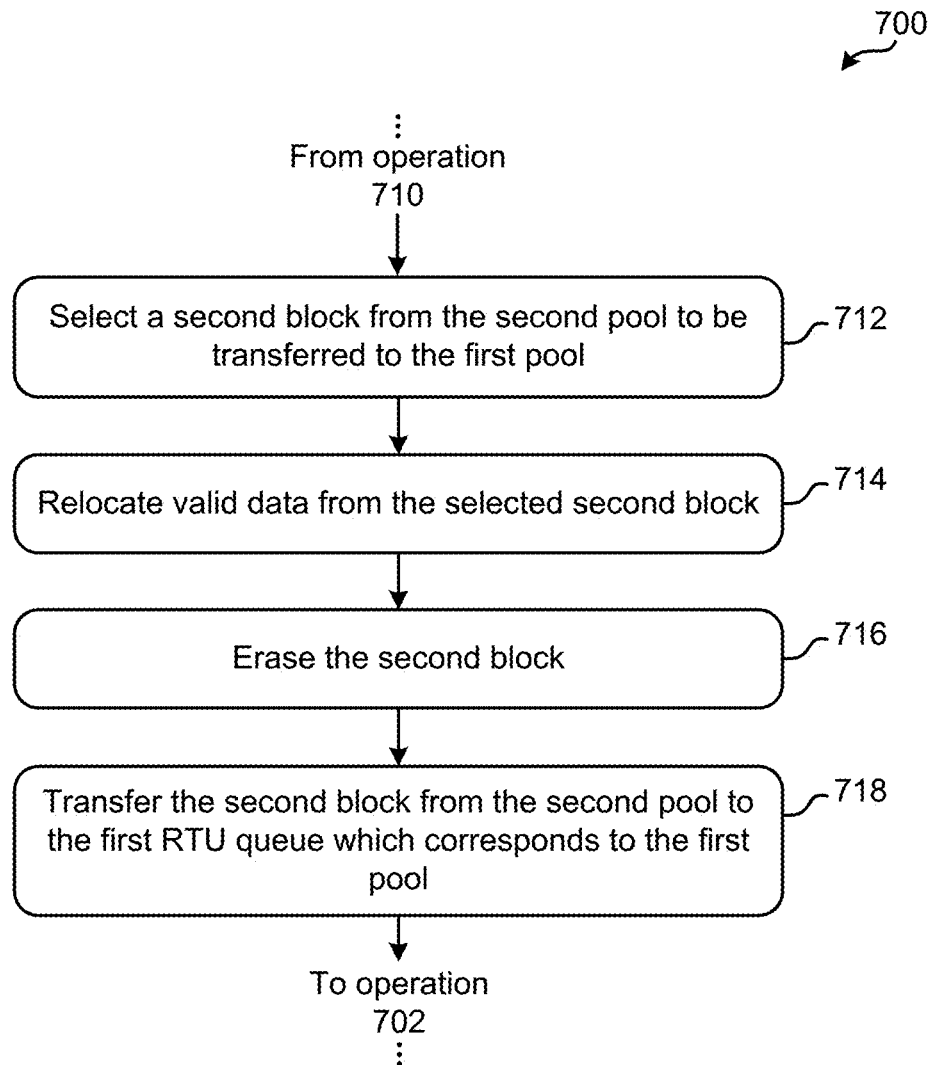 700
From operation
710
Select a second block from the second pool to be
transferred to the first pool
712
Relocate valid data from the selected second block
714
Erase the second block
716
Transfer the second block from the second pool to
the first RTU queue which corresponds to the first
pool
718
To operation
702